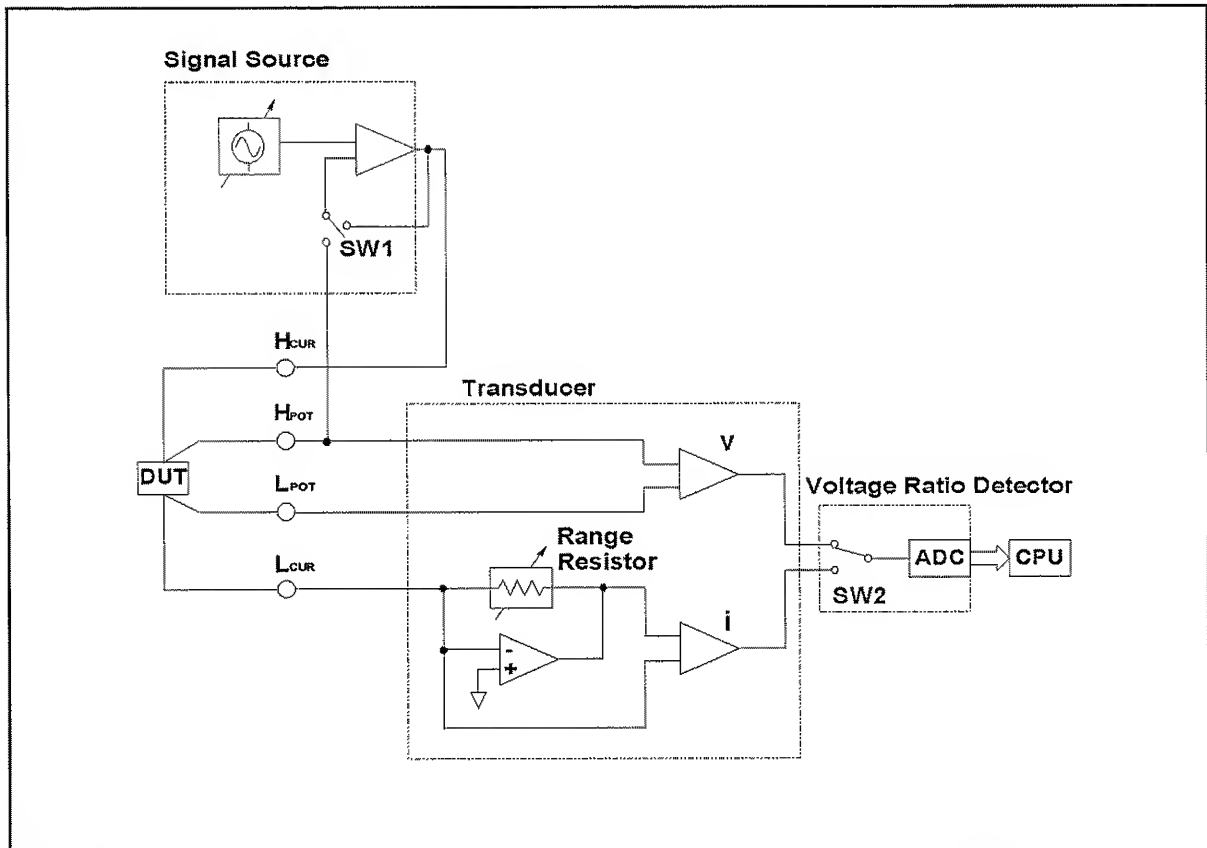 Signal Source
SW1
HCUR
Transducer
HPOT
V
DUT
LPOT
Voltage Ratio Detector
Range
Resistor
ADC
CPU
LCUR
SW2
i
-
+